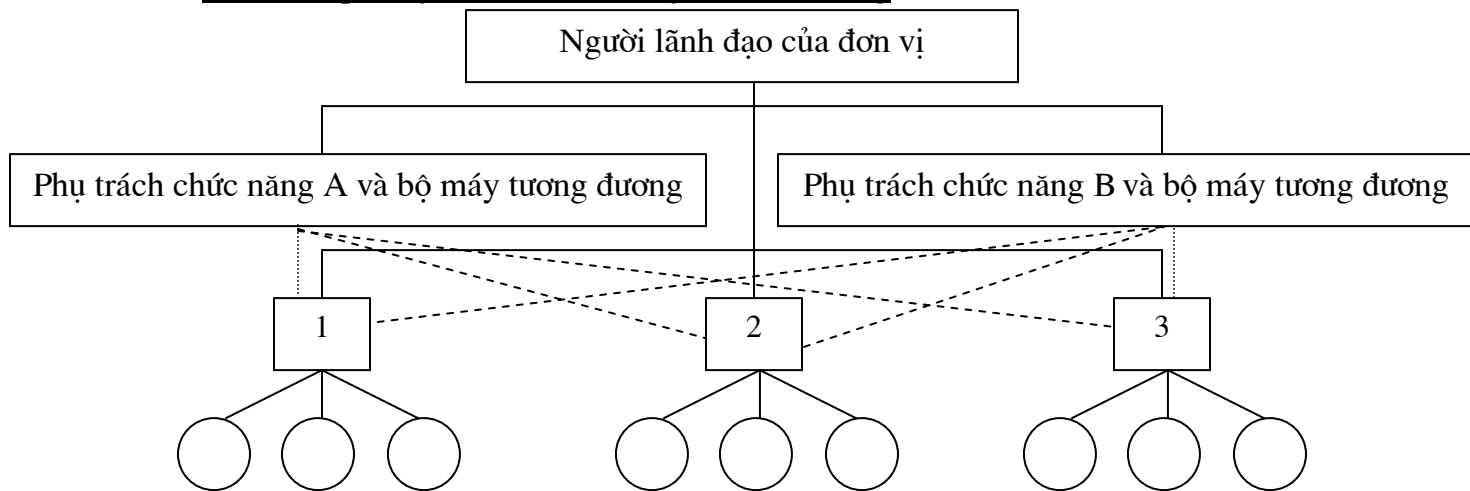 Người lãnh đạo của đơn vị
Phụ trách chức năng A và bộ máy tương đương
Phụ trách chức năng B và bộ máy tương đương
1
2
3